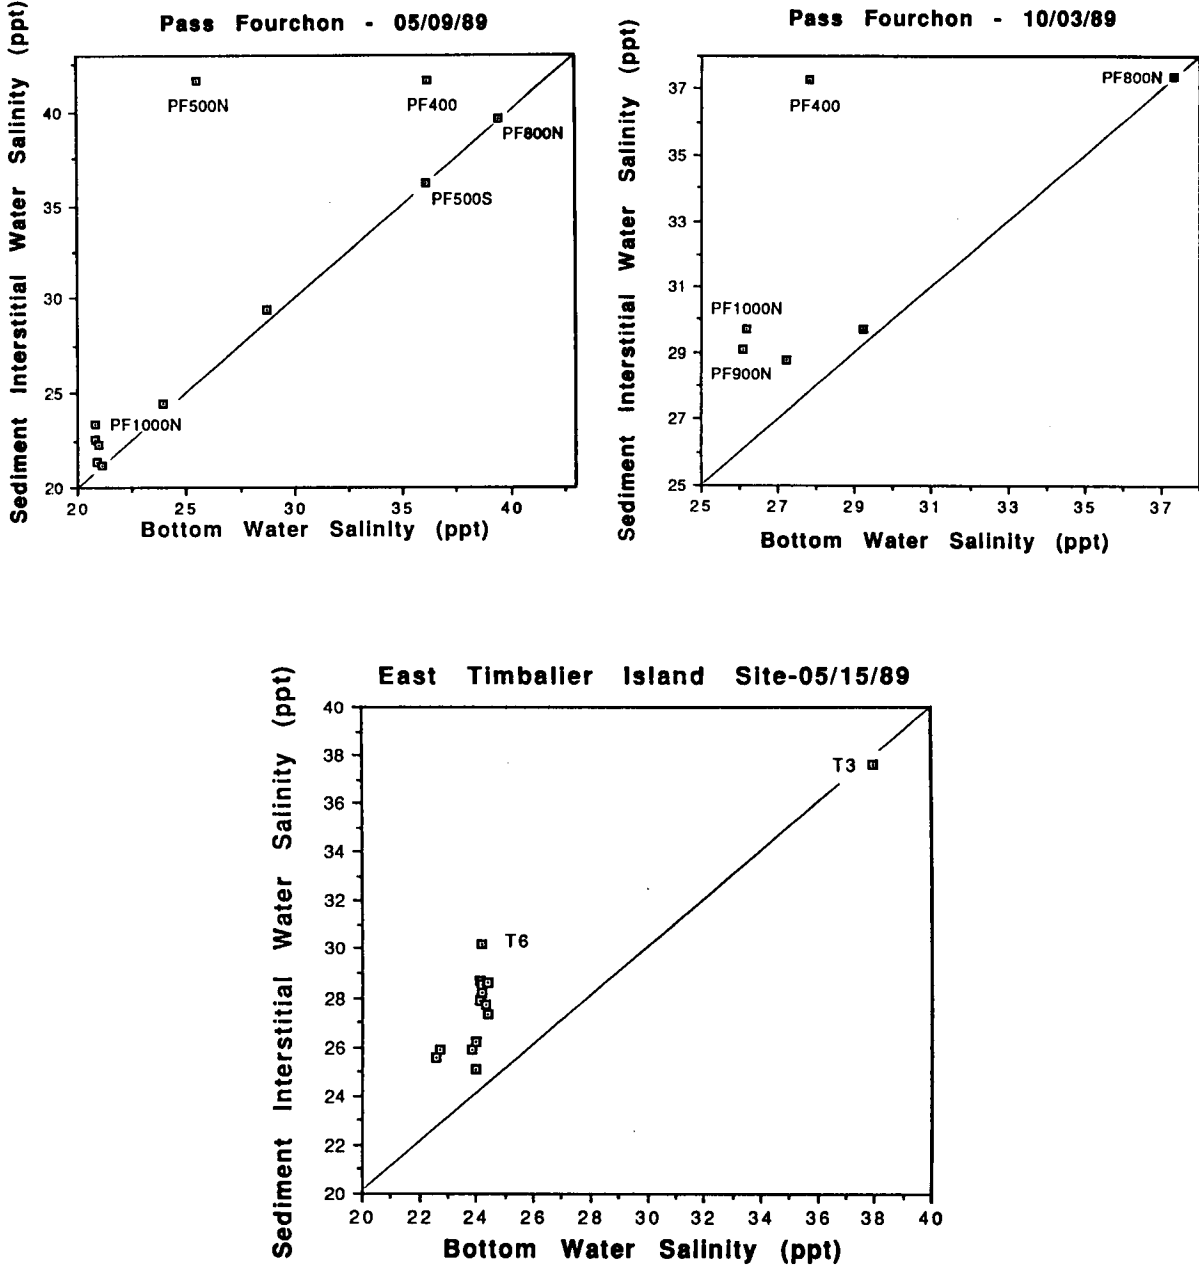 Pass Fourchon - 05/09/89
Sediment Interstitial Water Salinity (ppt)
40
35
30
25
20
PF500N
PF400
PF800N
PF500S
PF1000N
20
25
30
35
40
Bottom Water Salinity (ppt)
Pass Fourchon - 10/03/89
Sediment Interstitial Water Salinity (ppt)
37
35
33
31
29
27
25
PF800N
PF400
PF1000N
PF900N
25
27
29
31
33
35
37
Bottom Water Salinity (ppt)
East Timbalier Island Site-05/15/89
Sediment Interstitial Water Salinity (ppt)
40
38
36
34
32
30
28
26
24
22
20
T3
T6
20
22
24
26
28
30
32
34
36
38
40
Bottom Water Salinity (ppt)